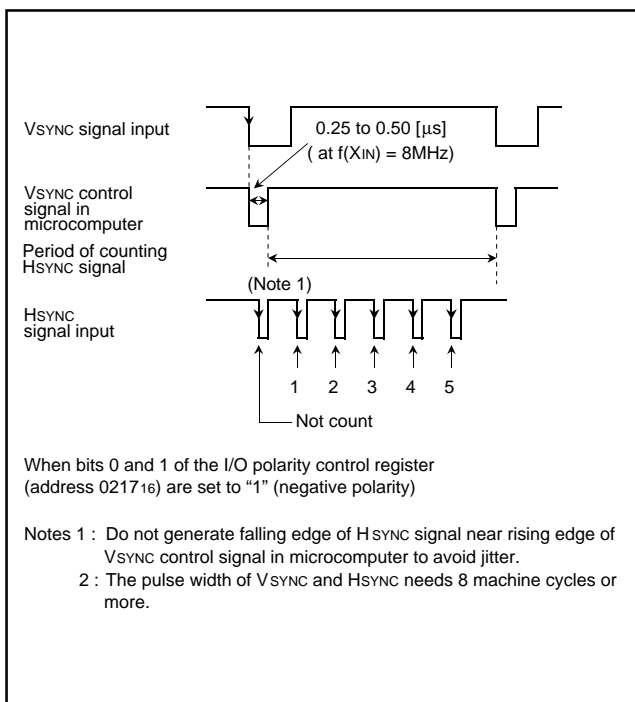 VSYNC signal input
0.25 to 0.50 [µs]
( at f(XIN) = 8MHz)
VSYNC control
signal in
microcomputer
Period of counting
HSYNC signal
(Note 1)
HSYNC
signal input
1 2 3 4 5
Not count
When bits 0 and 1 of the I/O polarity control register
(address 021716) are set to “1” (negative polarity)
Notes 1 : Do not generate falling edge of HSYNC signal near rising edge of
VSYNC control signal in microcomputer to avoid jitter.
2 : The pulse width of VSYNC and HSYNC needs 8 machine cycles or
more.